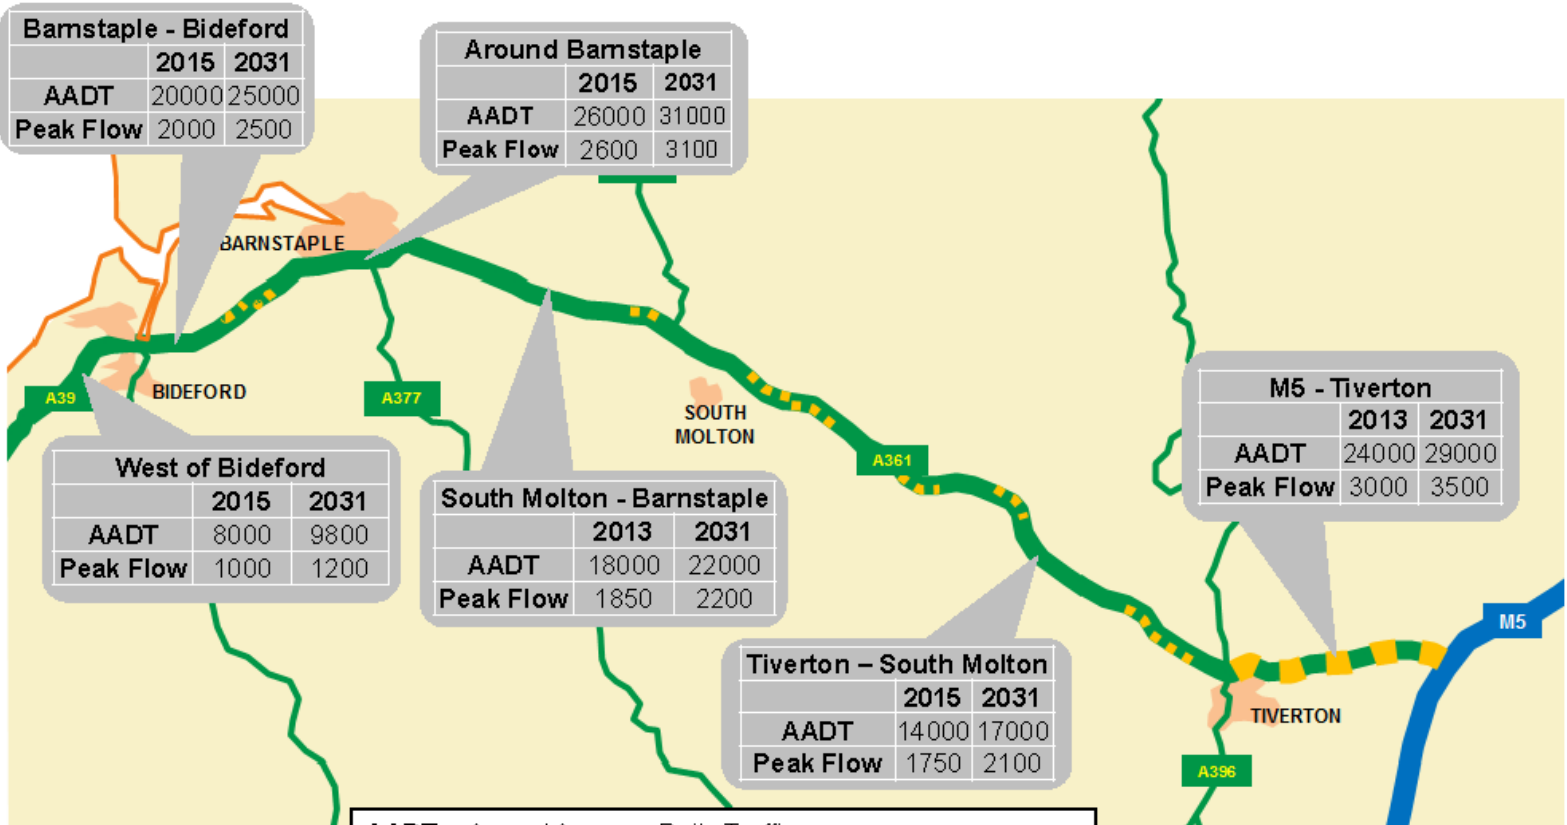 Barnstaple - Bideford
2015 2031
AADT 20000 25000
Peak Flow 2000 2500
Around Barnstaple
2015 2031
AADT 26000 31000
Peak Flow 2600 3100
BARNSTAPLE
BIDEFORD
A39
A377
SOUTH
MOLTON
A361
M5 - Tiverton
2013 2031
AADT 24000 29000
Peak Flow 3000 3500
West of Bideford
2015 2031
AADT 8000 9800
Peak Flow 1000 1200
South Molton - Barnstaple
2013 2031
AADT 18000 22000
Peak Flow 1850 2200
M5
Tiverton – South Molton
2015 2031
AADT 14000 17000
Peak Flow 1750 2100
TIVERTON
A396